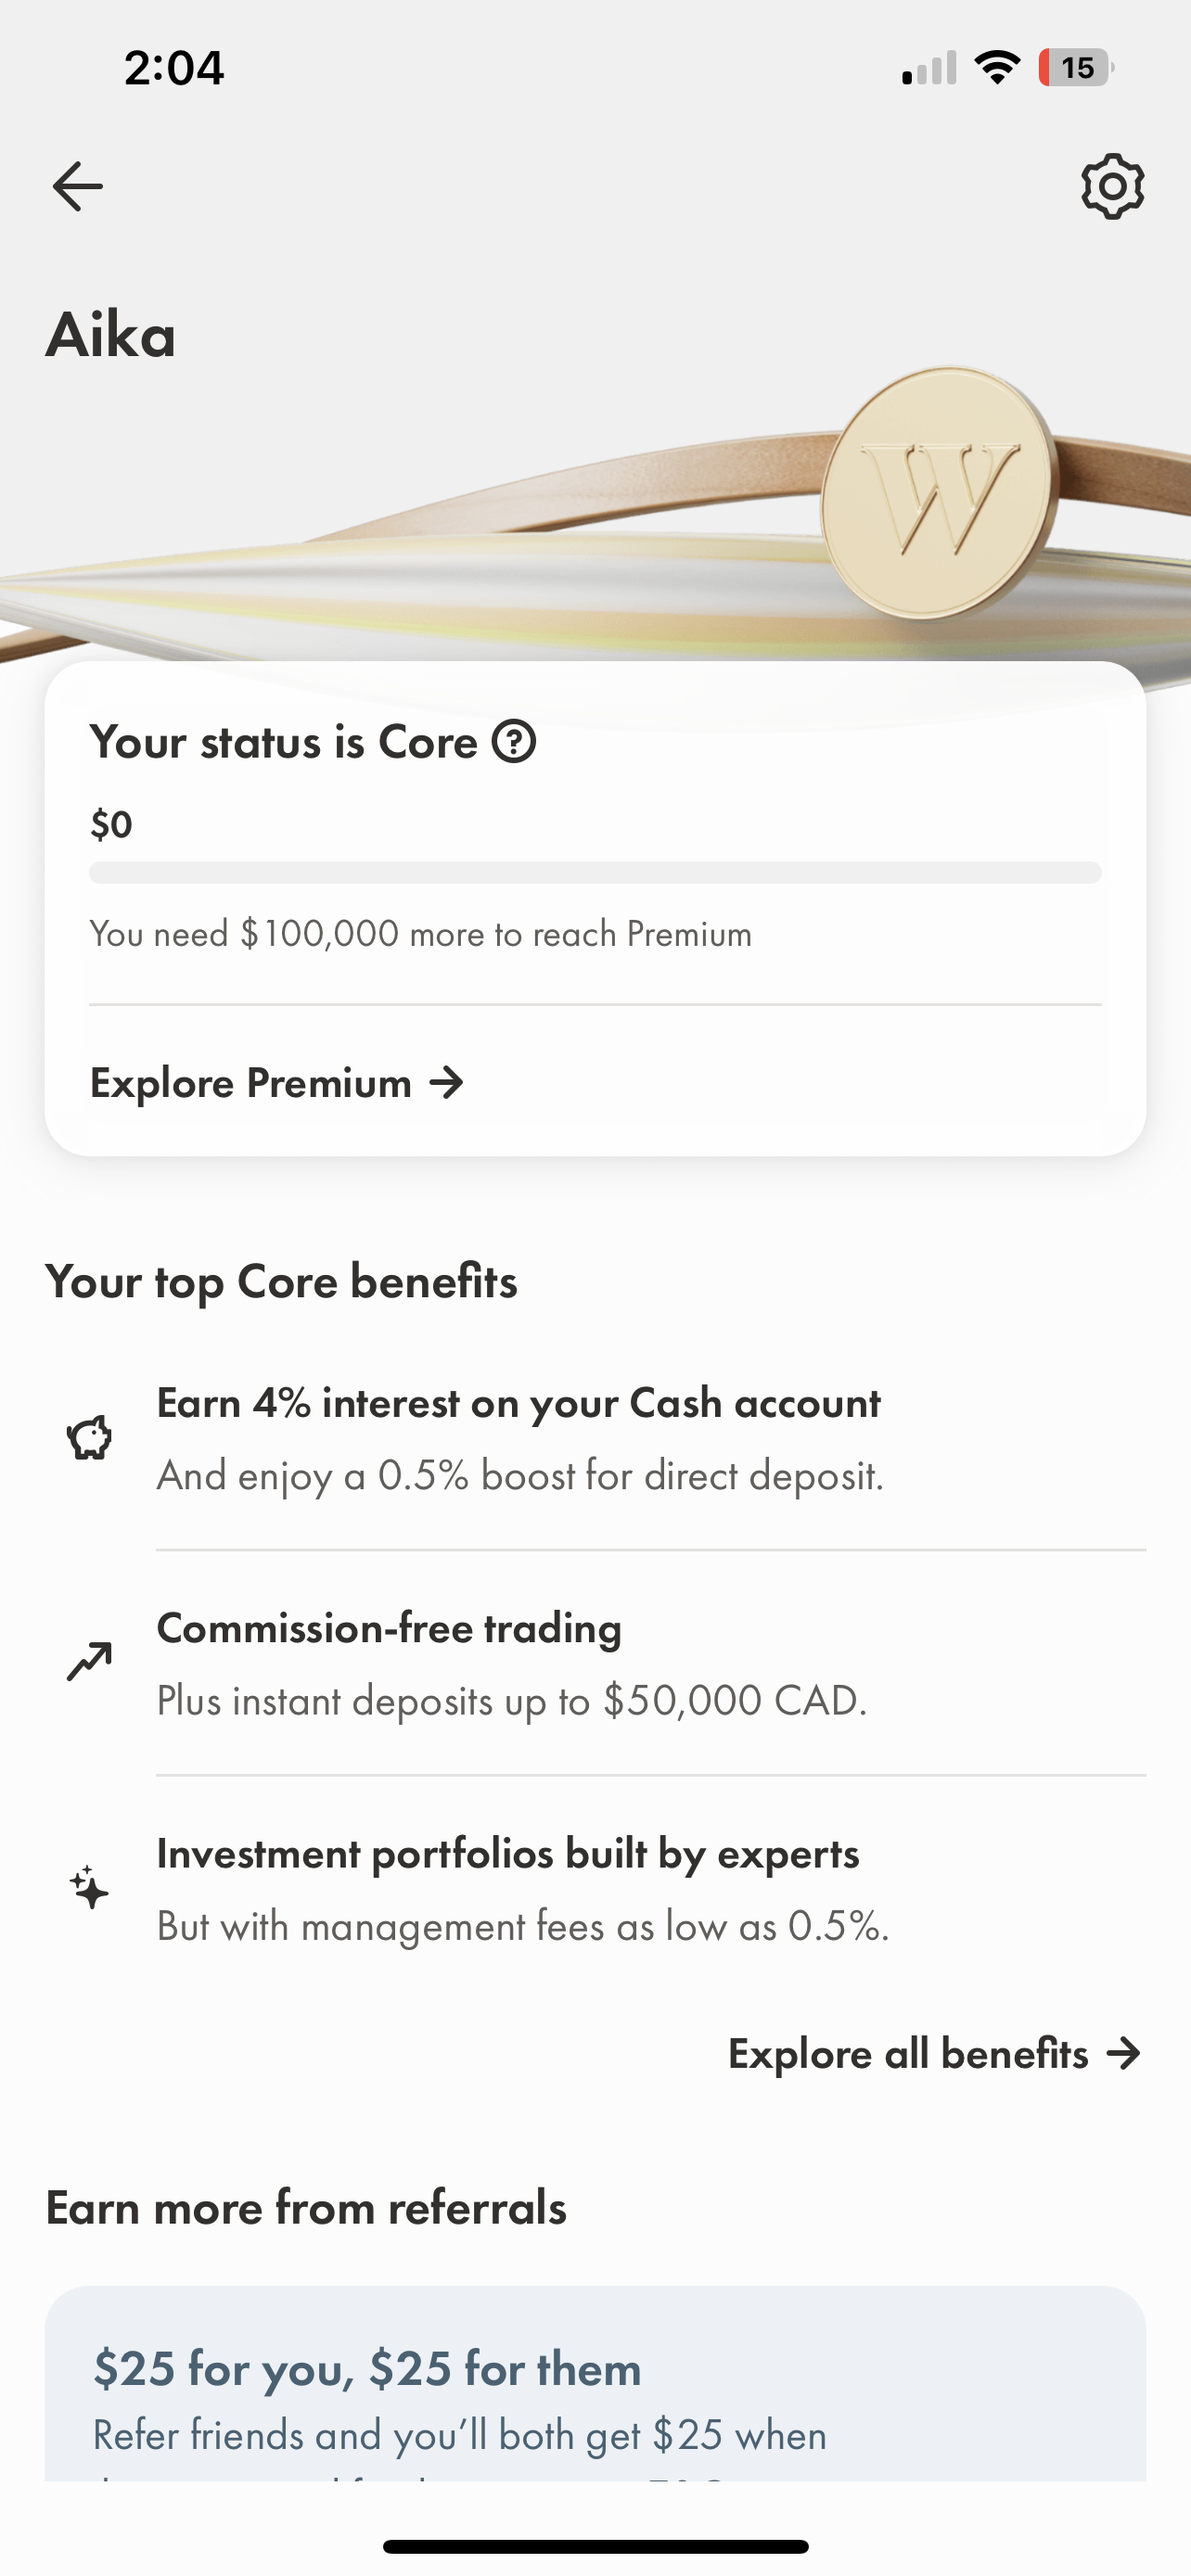 2:04
15
Aika
W
Your status is Core
$0
You need $100,000 more to reach Premium
Explore Premium
Your top Core benefits
Earn 4% interest on your Cash account
And enjoy a 0.5% boost for direct deposit.
Commission-free trading
Plus instant deposits up to $50,000 CAD.
Investment portfolios built by experts
But with management fees as low as 0.5%.
Explore all benefits
Earn more from referrals
$25 for you, $25 for them
Refer friends and you’ll both get $25 when